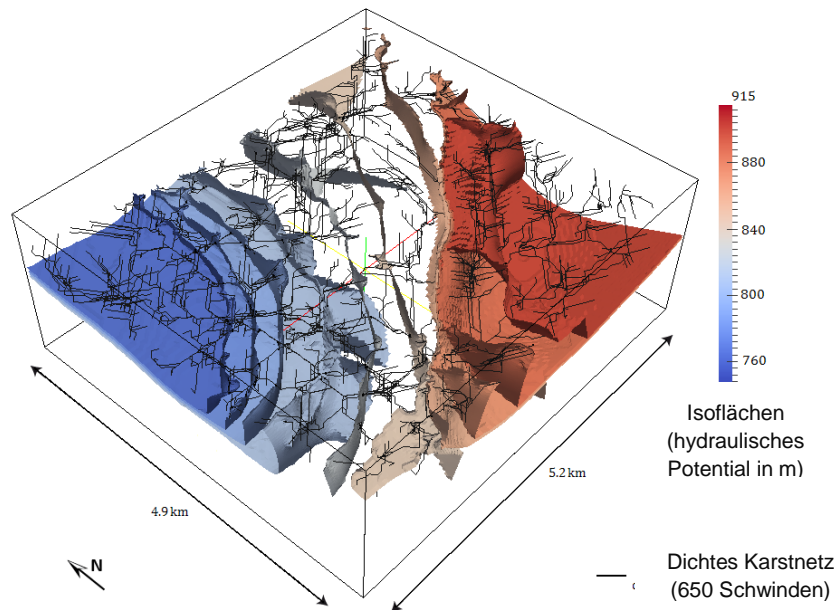 915
880
840
800
760
Isoflächen
(hydraulisches
Potential in m)
5.2 km
4.9 km
N
Dichtes Karstnetz
(650 Schwinden)